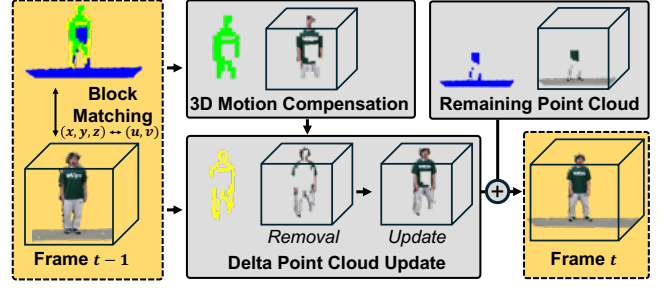 Block
Matching
(x, y, z) ↔ (u, v)
Frame t − 1
3D Motion Compensation
Remaining Point Cloud
Removal
Update
Delta Point Cloud Update
+
Frame t